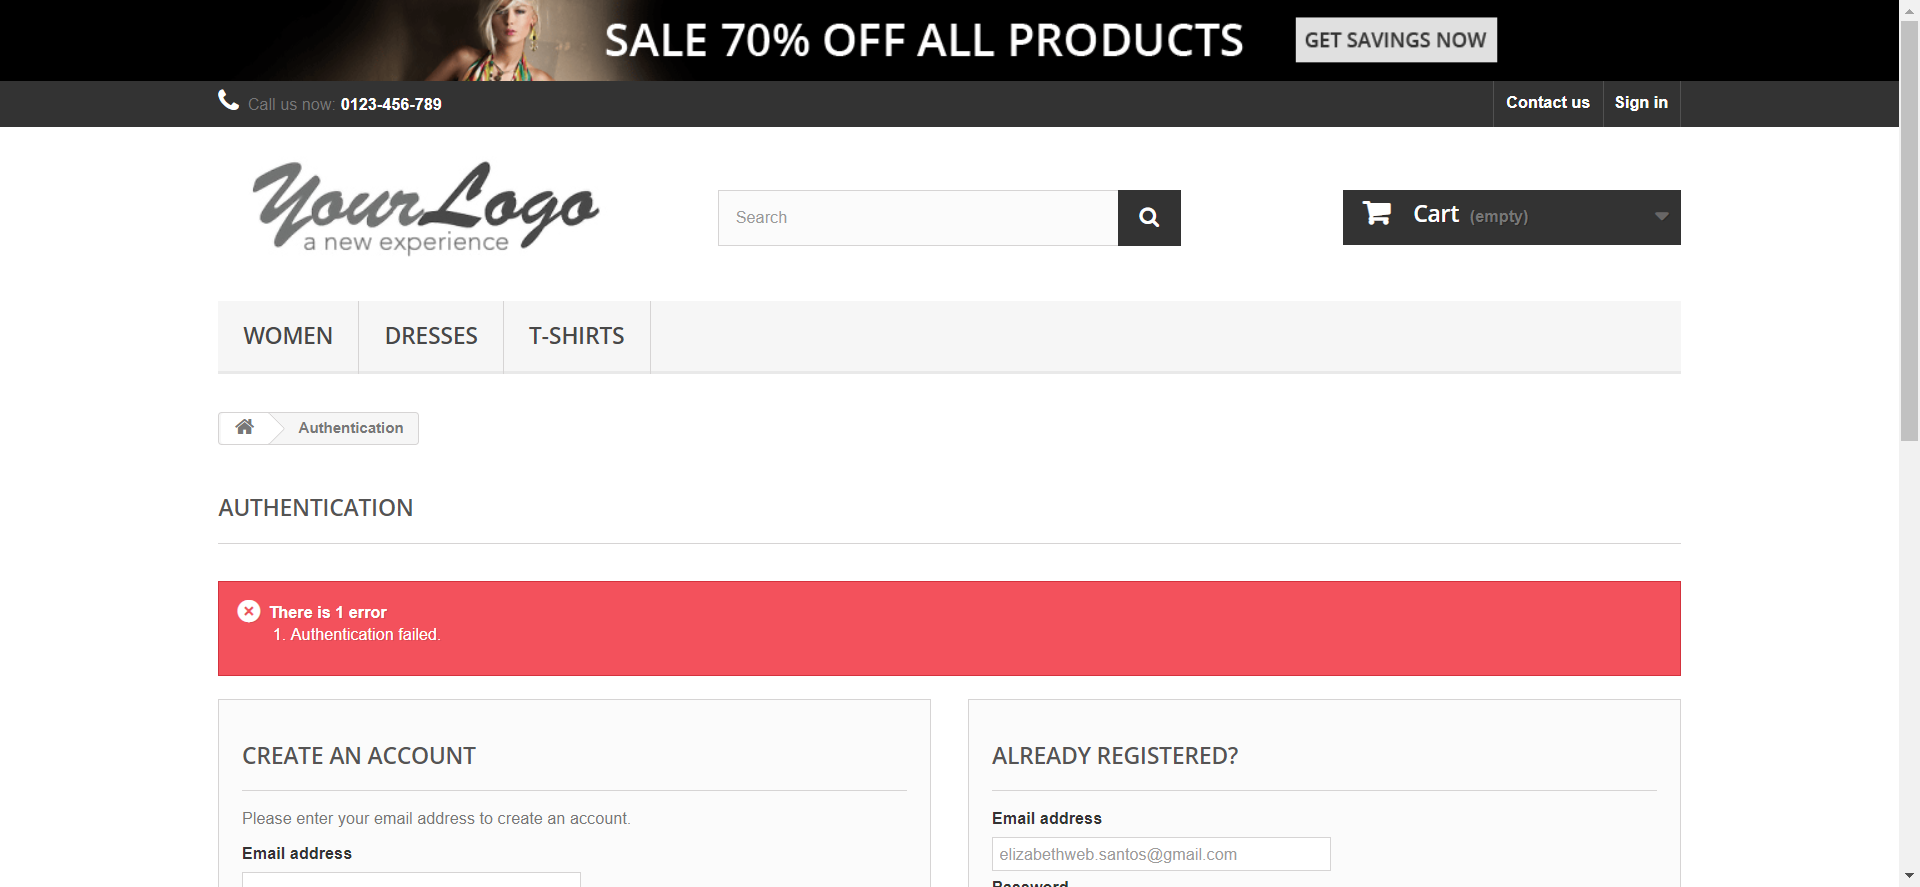 SALE 70% OFF ALL PRODUCTS GET SAVINGS NOW
Call us now: 0123-456-789 Contact us Sign in
YourLogo
a new experience
Search
Cart (empty)
WOMEN DRESSES T-SHIRTS
Authentication
AUTHENTICATION
There is 1 error
1. Authentication failed.
CREATE AN ACCOUNT
Please enter your email address to create an account.
Email address
ALREADY REGISTERED?
Email address
elizabethweb.santos@gmail.com
Password